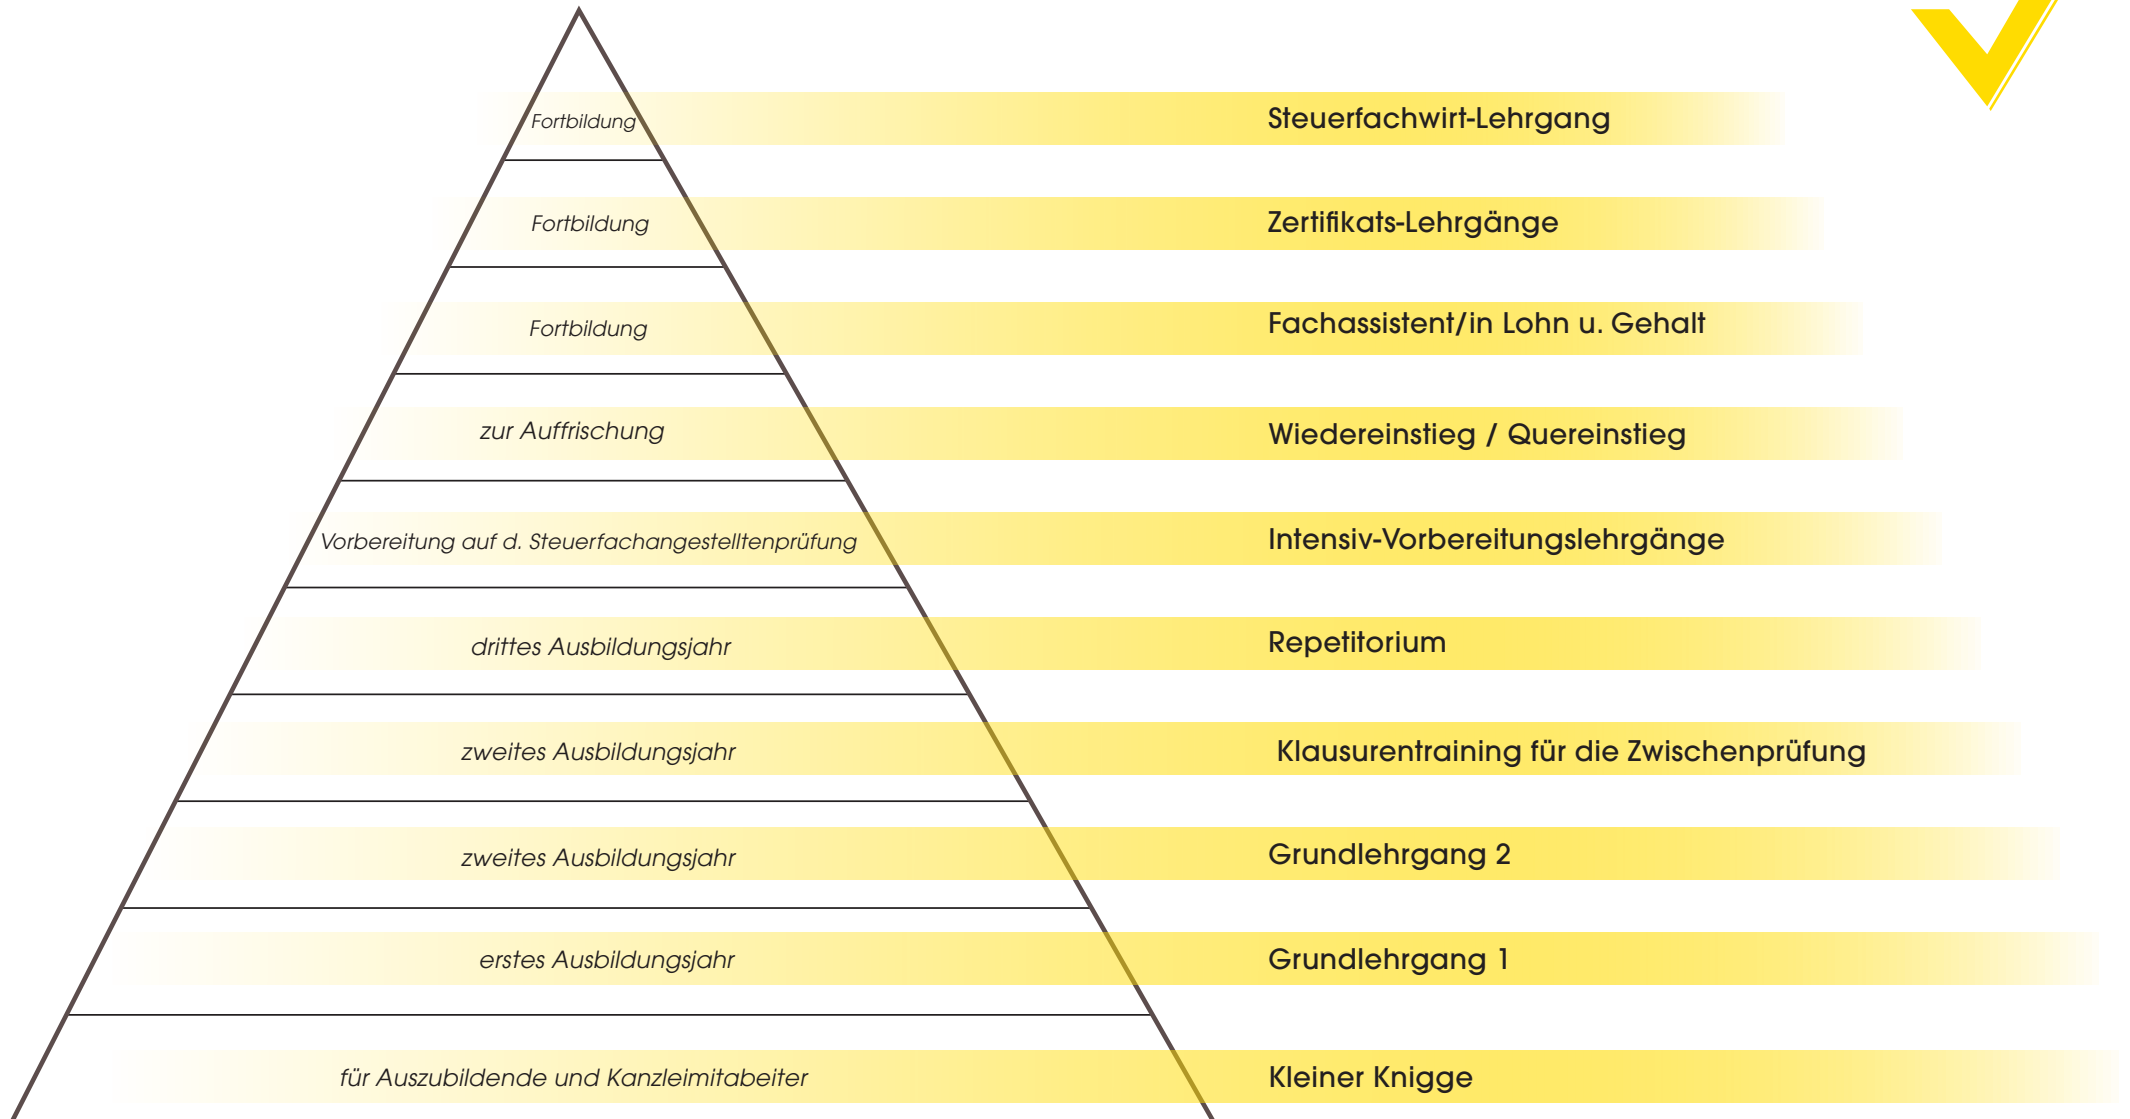 Fortbildung
Steuerfachwirt-Lehrgang
Fortbildung
Zertifikats-Lehrgänge
Fortbildung
Fachassistent/in Lohn u. Gehalt
zur Auffrischung
Wiedereinstieg / Quereinstieg
Vorbereitung auf d. Steuerfachangestelltenprüfung
Intensiv-Vorbereitungslehrgänge
drittes Ausbildungsjahr
Repetitorium
zweites Ausbildungsjahr
Klausurentraining für die Zwischenprüfung
zweites Ausbildungsjahr
Grundlehrgang 2
erstes Ausbildungsjahr
Grundlehrgang 1
für Auszubildende und Kanzleimitabeiter
Kleiner Knigge